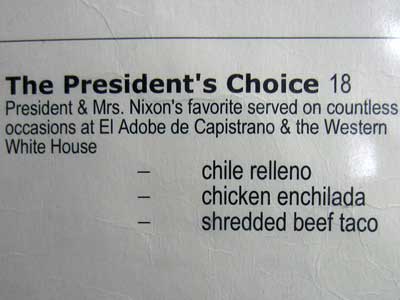 The President's Choice 18
President & Mrs. Nixon's favorite served on countless
occasions at El Adobe de Capistrano & the Western
White House
– chile relleno
– chicken enchilada
– shredded beef taco